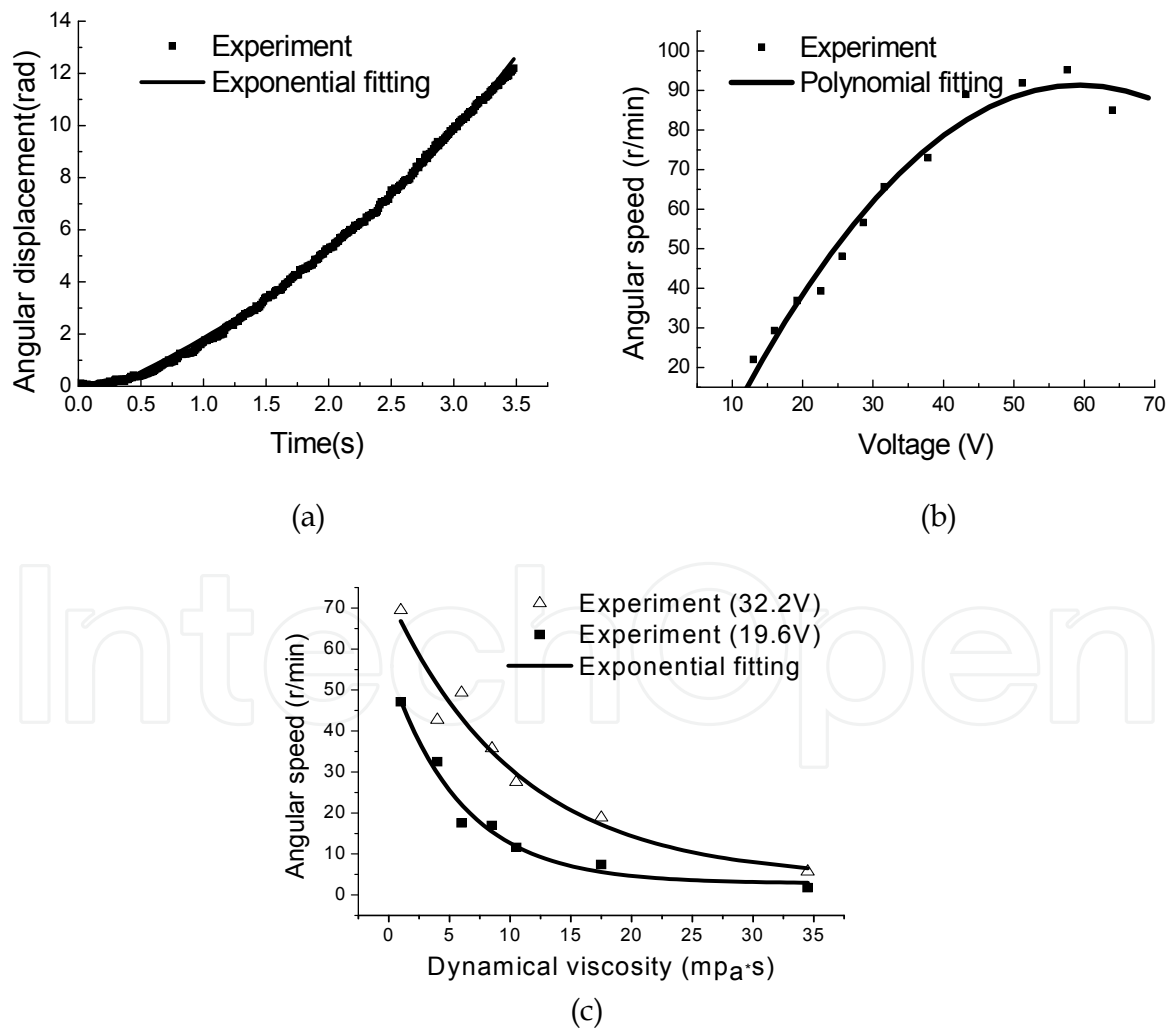 14
12
10
8
6
4
2
0
Angular displacement(rad)
Experiment
Exponential fitting
0.0 0.5 1.0 1.5 2.0 2.5 3.0 3.5
Time(s)
(a)
100
90
80
70
60
50
40
30
20
Angular speed (r/min)
Experiment
Polynomial fitting
10 20 30 40 50 60 70
Voltage (V)
(b)
IntechOpen
70
60
50
40
30
20
10
0
Angular speed (r/min)
Experiment (32.2V)
Experiment (19.6V)
Exponential fitting
0 5 10 15 20 25 30 35
Dynamical viscosity (mpa*s)
(c)